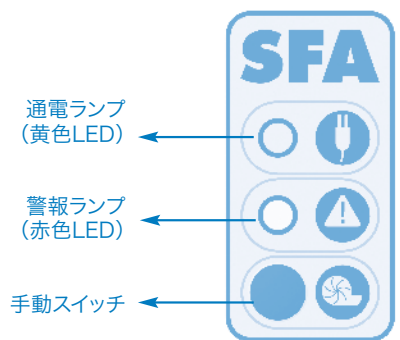 SFA
通電ランプ
（黄色LED）
警報ランプ
（赤色LED）
手動スイッチ